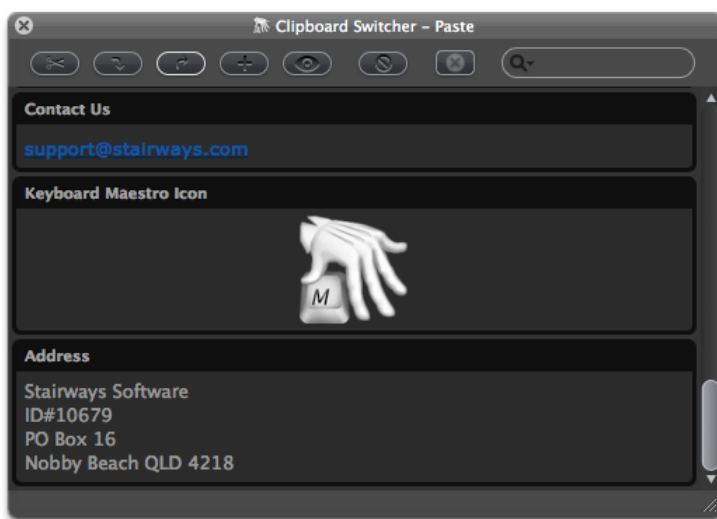 Clipboard Switcher – Paste
Contact Us
support@stairways.com
Keyboard Maestro Icon
M
Address
Stairways Software
ID#10679
PO Box 16
Nobby Beach QLD 4218